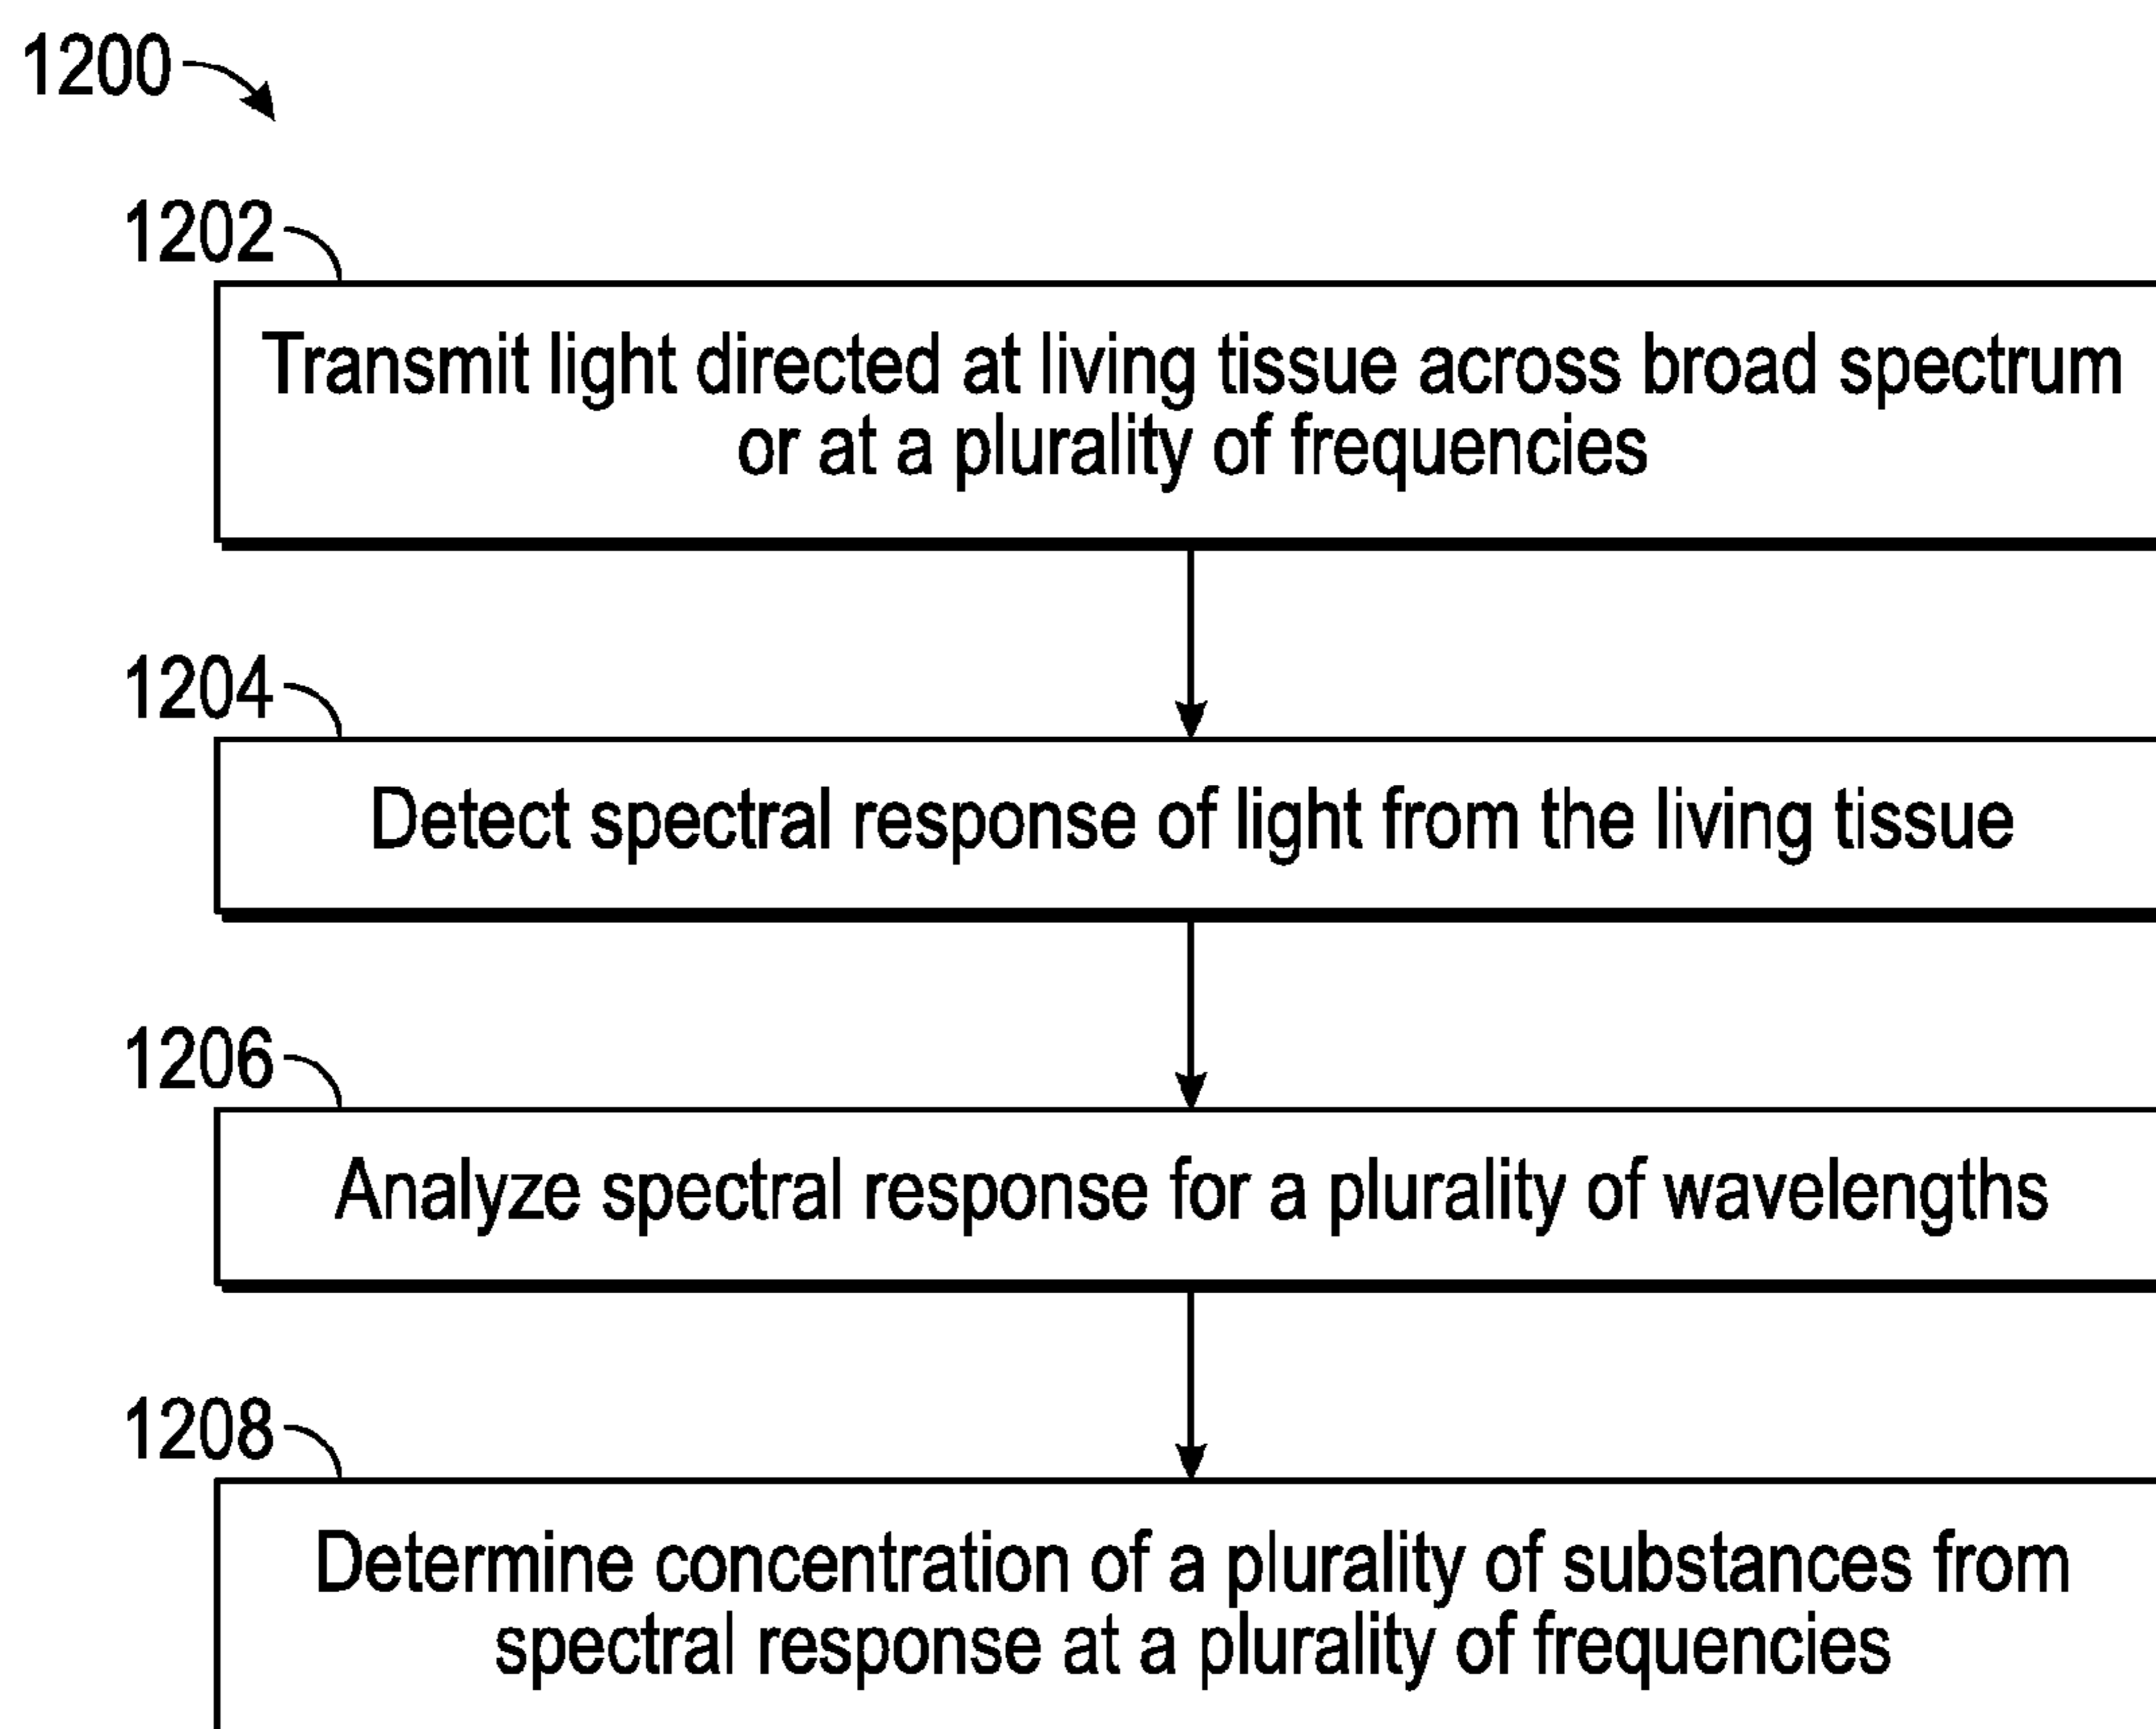 1200
1202
Transmit light directed at living tissue across broad spectrum
or at a plurality of frequencies
1204
Detect spectral response of light from the living tissue
1206
Analyze spectral response for a plurality of wavelengths
1208
Determine concentration of a plurality of substances from
spectral response at a plurality of frequencies